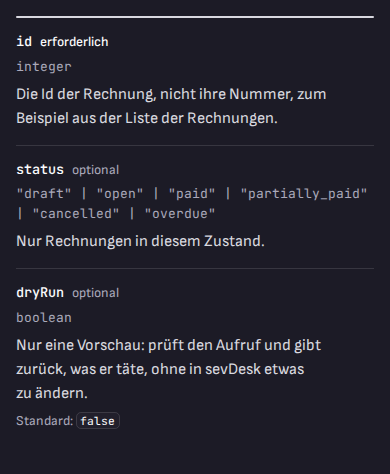 id erforderlich
integer
Die Id der Rechnung, nicht ihre Nummer, zum
Beispiel aus der Liste der Rechnungen.
status optional
"draft" | "open" | "paid" | "partially_paid"
| "cancelled" | "overdue"
Nur Rechnungen in diesem Zustand.
dryRun optional
boolean
Nur eine Vorschau: prüft den Aufruf und gibt
zurück, was er täte, ohne in sevDesk etwas
zu ändern.
Standard: false